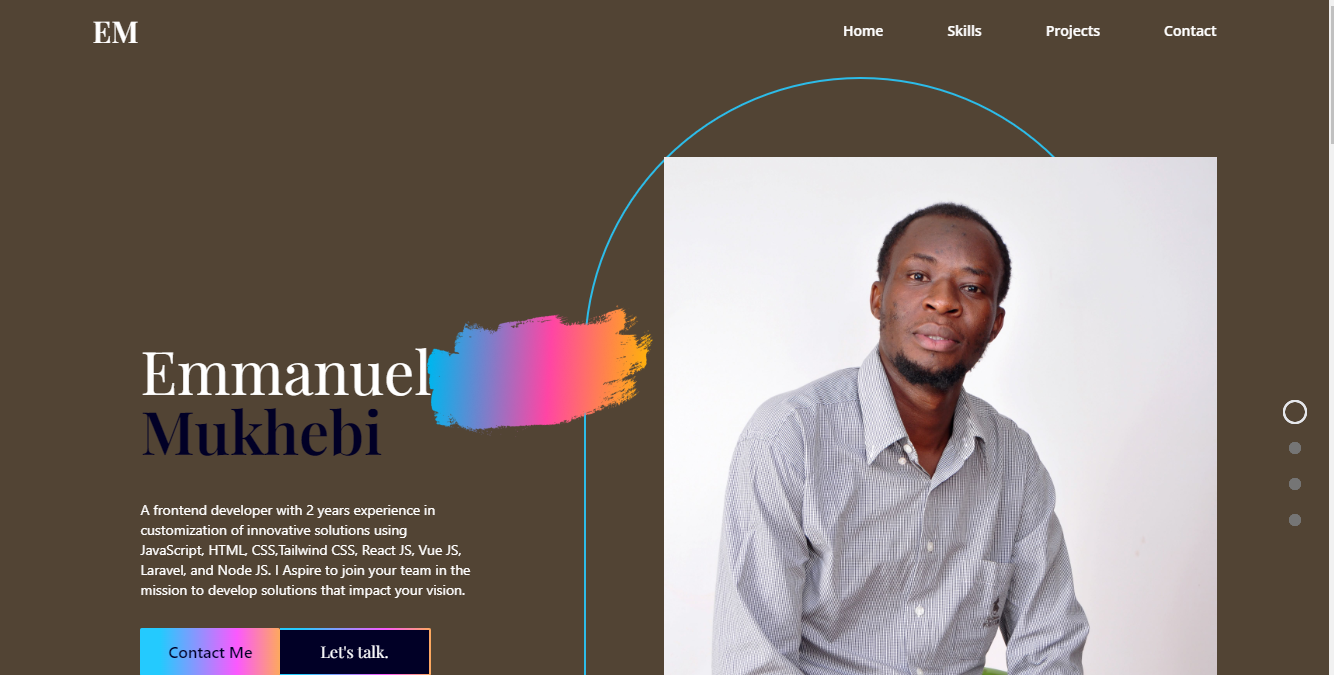 EM
Home Skills Projects Contact
Emmanuel
Mukhebi
A frontend developer with 2 years experience in
customization of innovative solutions using
JavaScript, HTML, CSS,Tailwind CSS, React JS, Vue JS,
Laravel, and Node JS. I Aspire to join your team in the
mission to develop solutions that impact your vision.
Contact Me Let's talk.